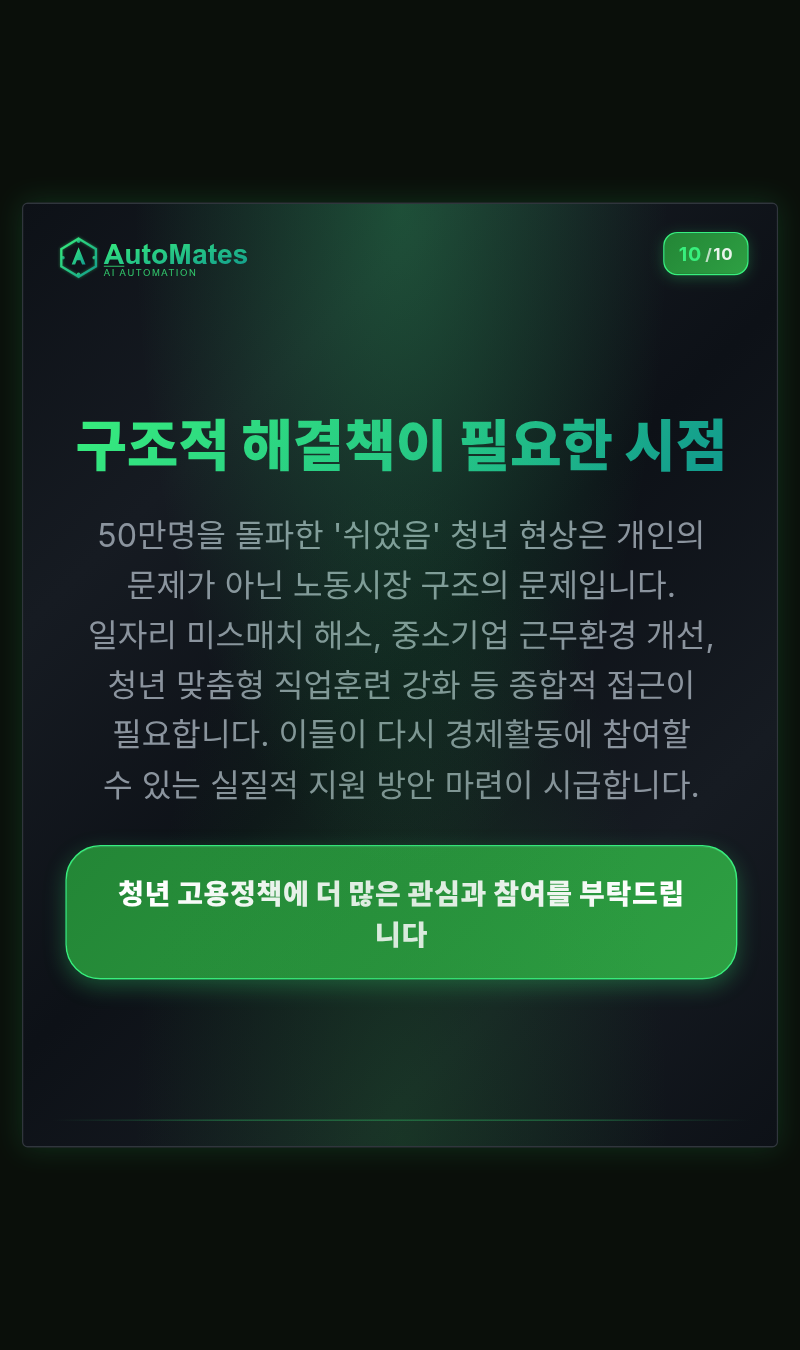 AutoMates
AI AUTOMATION
10 / 10
구조적 해결책이 필요한 시점
50만명을 돌파한 '쉬었음' 청년 현상은 개인의
문제가 아닌 노동시장 구조의 문제입니다.
일자리 미스매치 해소, 중소기업 근무환경 개선,
청년 맞춤형 직업훈련 강화 등 종합적 접근이
필요합니다. 이들이 다시 경제활동에 참여할
수 있는 실질적 지원 방안 마련이 시급합니다.
청년 고용정책에 더 많은 관심과 참여를 부탁드립
니다